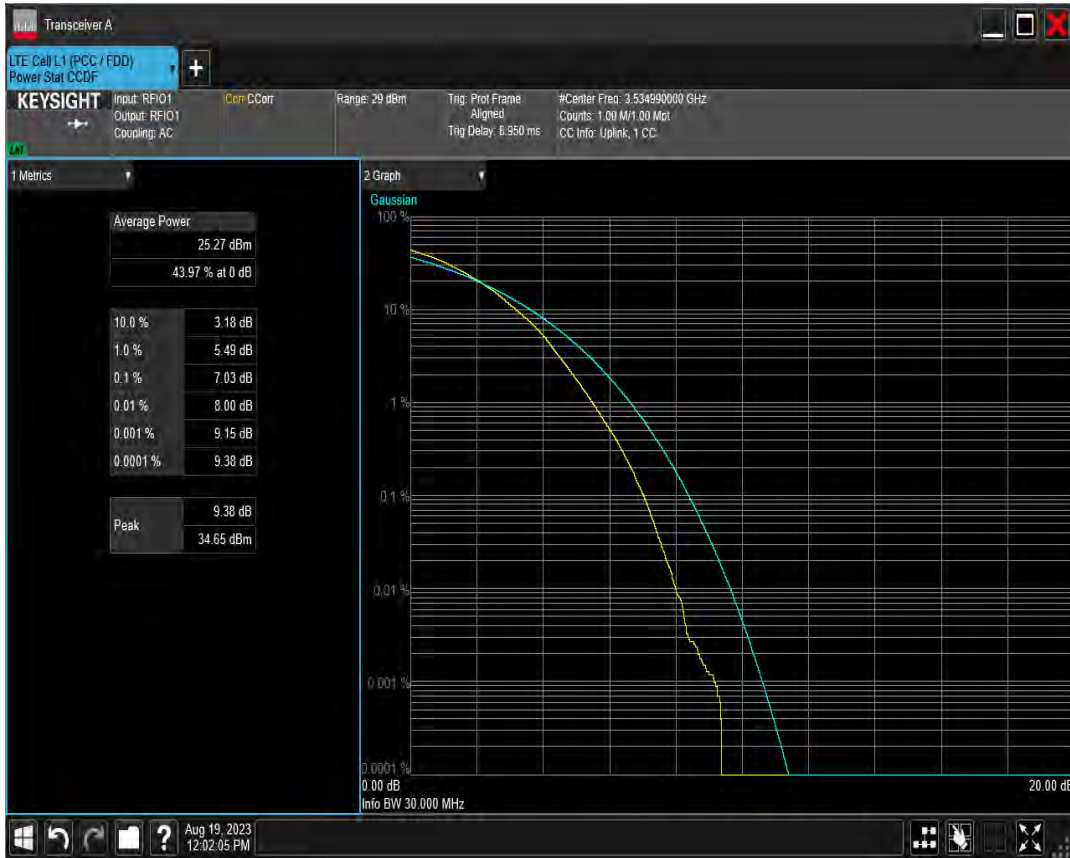 Transceiver A
LTE Cell L1 (PCC / FDD)
Power Stat CCDF
+
KEYSIGHT
Input: RFIO1
Output: RFIO1
Coupling: AC
Corr CCorr
Range: 29 dBm
Trig: Prot Frame
Aligned
Trig Delay: 8.950 ms
#Center Freq: 3.534990000 GHz
Counts: 1.00 M/1.00 Mpt
CC Info: Uplink, 1 CC
1 Metrics
Average Power
25.27 dBm
43.97 % at 0 dB
10.0 % 3.18 dB
1.0 % 5.49 dB
0.1 % 7.03 dB
0.01 % 8.00 dB
0.001 % 9.15 dB
0.0001 % 9.38 dB
Peak
9.38 dB
34.65 dBm
2 Graph
Gaussian
100 %
10 %
1 %
0.1 %
0.01 %
0.001 %
0.0001 %
0.00 dB 20.00 dB
Info BW 30.000 MHz
?
Aug 19, 2023
12:02:05 PM